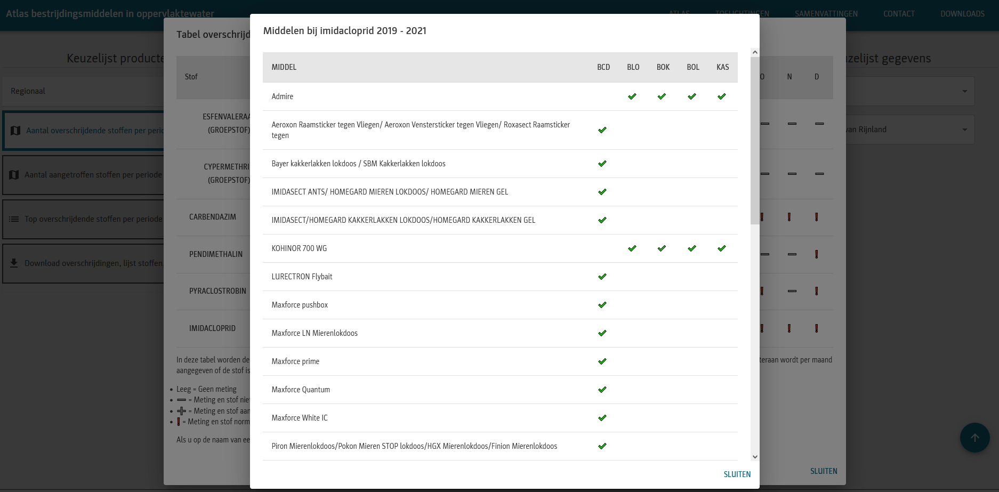 Atlas bestrijdingsmiddelen in oppervlaktewater
ATLAS TOELICHTINGEN SAMENVATTINGEN CONTACT DOWNLOADS
Tabel overschrijd
Middelen bij imidacloprid 2019 - 2021
Keuzelijst producte
zelijst gegevens
MIDDEL BCD BLO BOK BOL KAS
Stof
O N D
Regionaal
Admire
ESFENVALERAA
(GROEPSTOF)
Aeroxon Raamsticker tegen Vliegen/ Aeroxon Venstersticker tegen Vliegen/ Roxasect Raamsticker
tegen
Aantal overschrijdende stoffen per perio
van Rijnland
Bayer kakkerlakken lokdoos / SBM Kakkerlakken lokdoos
CYPERMETHRI
(GROEPSTOF)
Aantal aangetroffen stoffen per periode
IMIDASECT ANTS/ HOMEGARD MIEREN LOKDOOS/ HOMEGARD MIEREN GEL
CARBENDAZIM
Top overschrijdende stoffen per periode
IMIDASECT/HOMEGARD KAKKERLAKKEN LOKDOOS/HOMEGARD KAKKERLAKKEN GEL
PENDIMETHALIN
KOHINOR 700 WG
Download overschrijdingen, lijst stoffen.
LURECTRON Flybait
PYRACLOSTROBIN
Maxforce pushbox
IMIDACLOPRID
Maxforce LN Mierenlokdoos
In deze tabel worden de
teraan wordt per maand
aangegeven of de stof is
Maxforce prime
Leeg = Geen meting
= Meting en stof nie
= Meting en stof aan
= Meting en stof norm
Maxforce Quantum
Maxforce White IC
Als u op de naam van ee
Piron Mierenlokdoos/Pokon Mieren STOP lokdoos/HGX Mierenlokdoos/Finion Mierenlokdoos
SLUITEN
SLUITEN